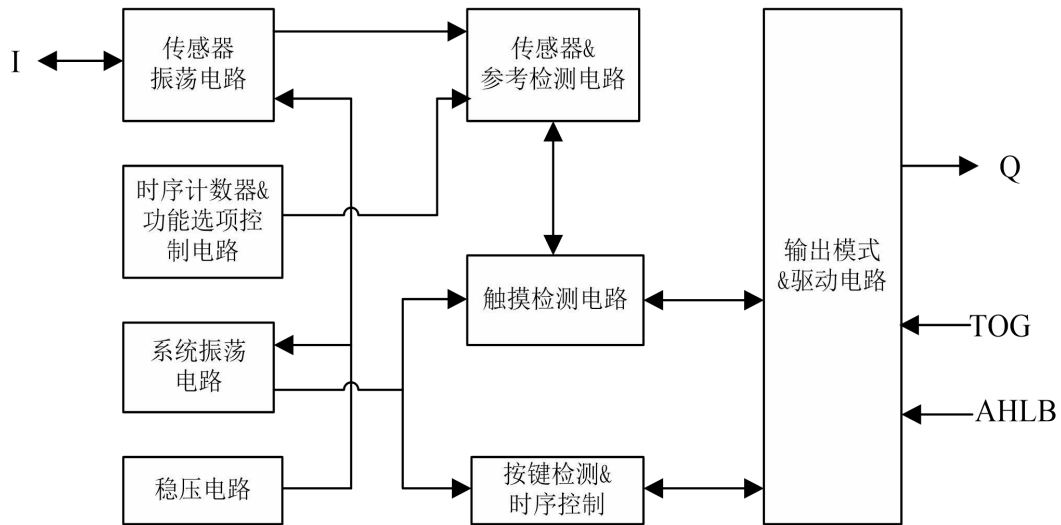 I
传感器
振荡电路
传感器&
参考检测电路
时序计数器&
功能选项控
制电路
触摸检测电路
系统振荡
电路
稳压电路
按键检测&
时序控制
输出模式
&驱动电路
Q
TOG
AHLB